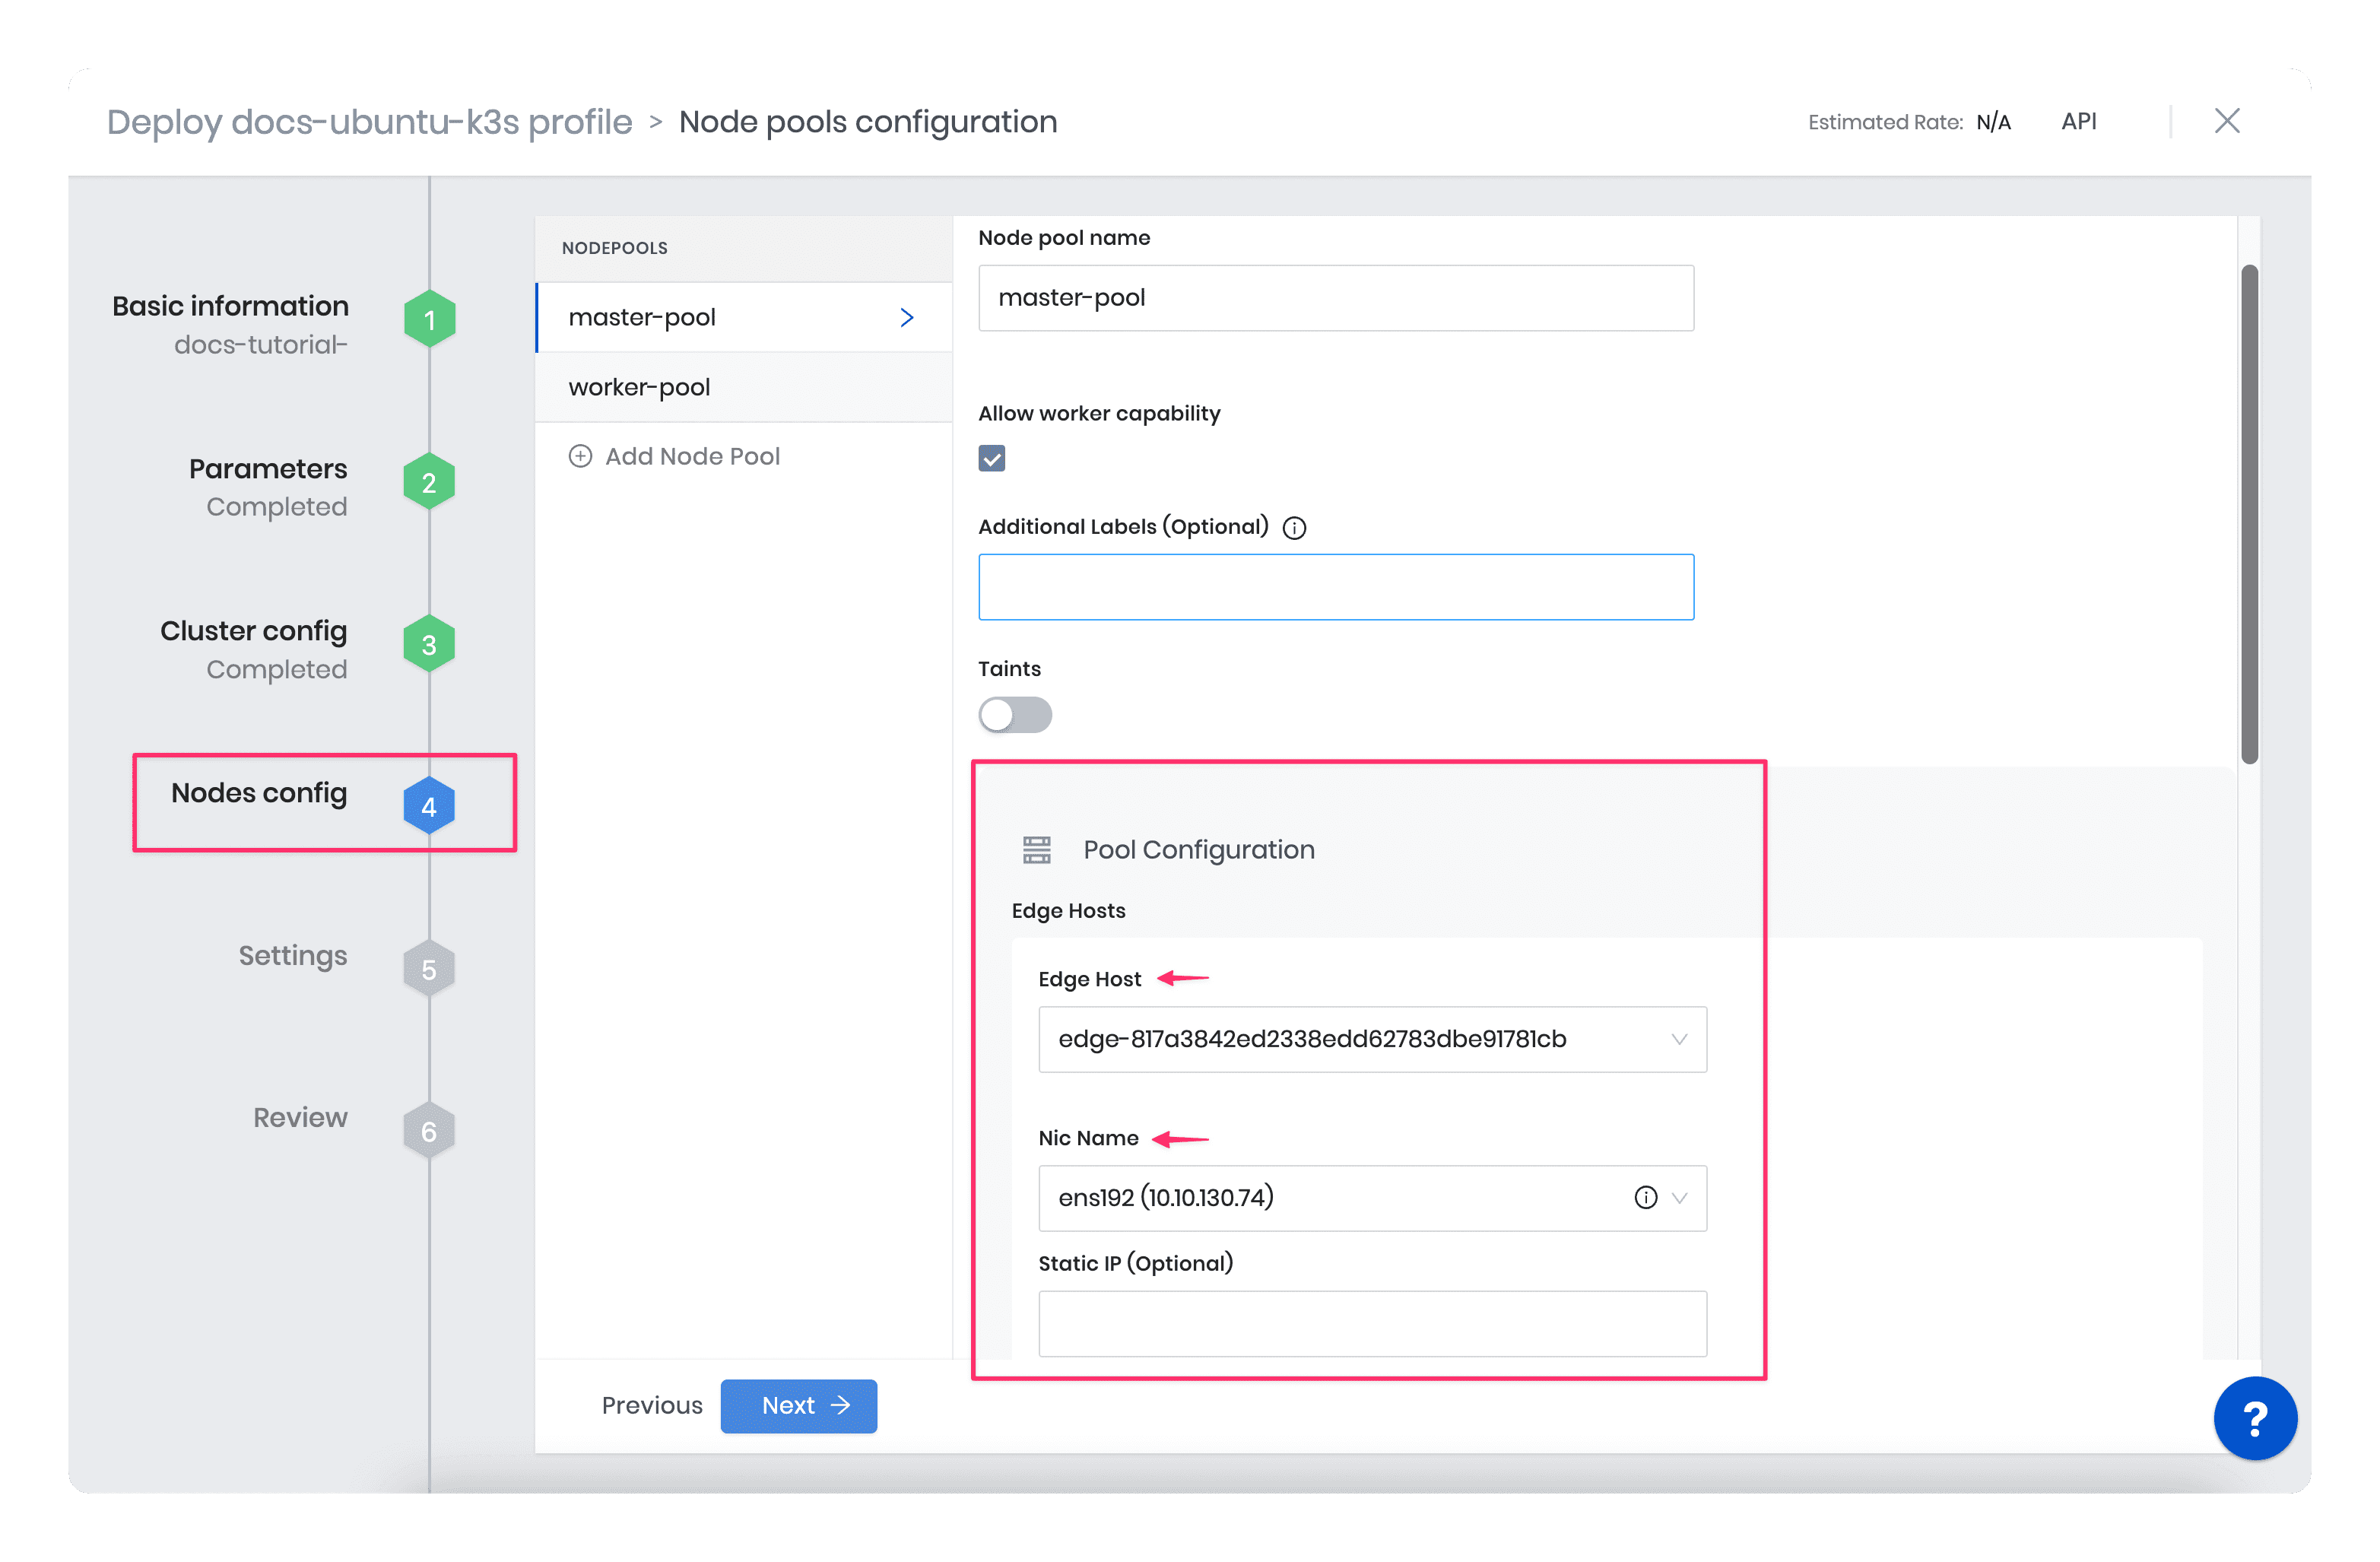 Deploy docs-ubuntu-k3s profile > Node pools configuration
Estimated Rate: N/A API
Basic information
docs-tutorial-
1
Parameters
Completed
2
Cluster config
Completed
3
Nodes config
4
Settings
5
Review
6
NODEPOOLS
master-pool
worker-pool
Add Node Pool
Node pool name
master-pool
Allow worker capability
Additional Labels (Optional)
Taints
Pool Configuration
Edge Hosts
Edge Host
edge-817a3842ed2338edd62783dbe91781cb
Nic Name
ens192 (10.10.130.74)
Static IP (Optional)
Previous
Next
?